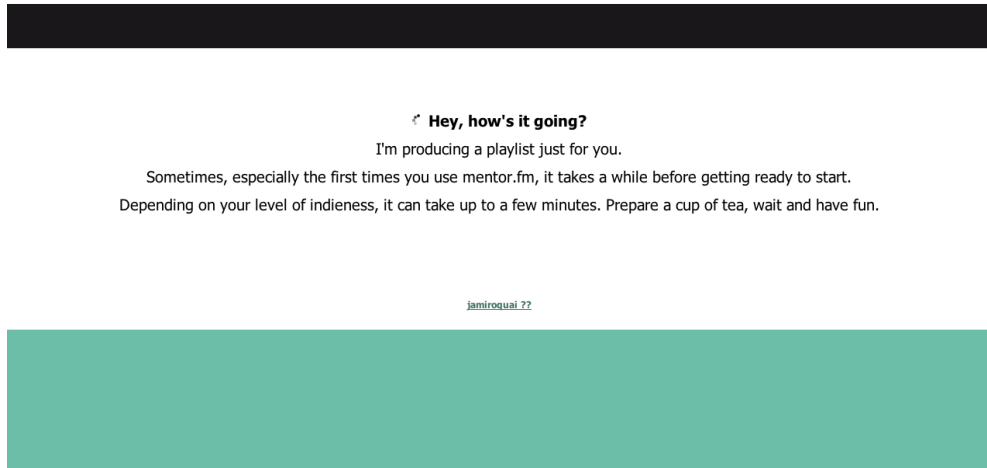 Hey, how's it going?
I'm producing a playlist just for you.
Sometimes, especially the first times you use mentor.fm, it takes a while before getting ready to start.
Depending on your level of indieness, it can take up to a few minutes. Prepare a cup of tea, wait and have fun.
jamiroquai ??